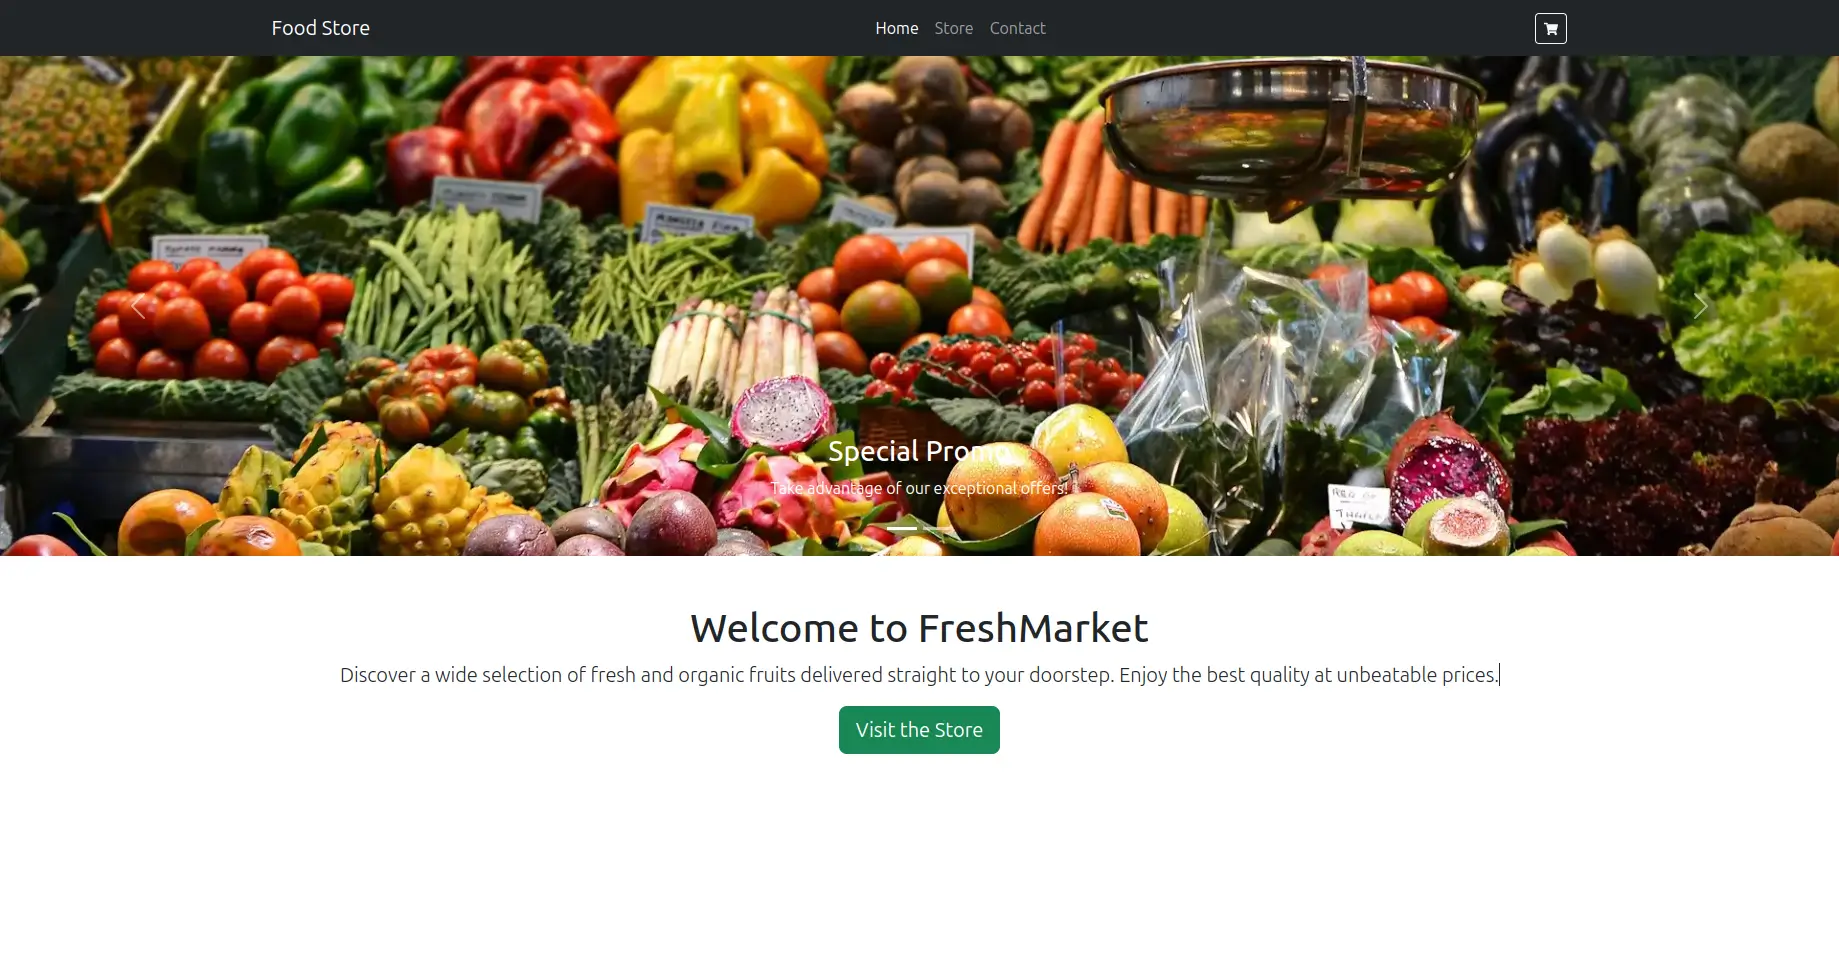 Food Store
Home Store Contact
Special Promo
Take advantage of our exceptional offers!
Welcome to FreshMarket
Discover a wide selection of fresh and organic fruits delivered straight to your doorstep. Enjoy the best quality at unbeatable prices.
Visit the Store